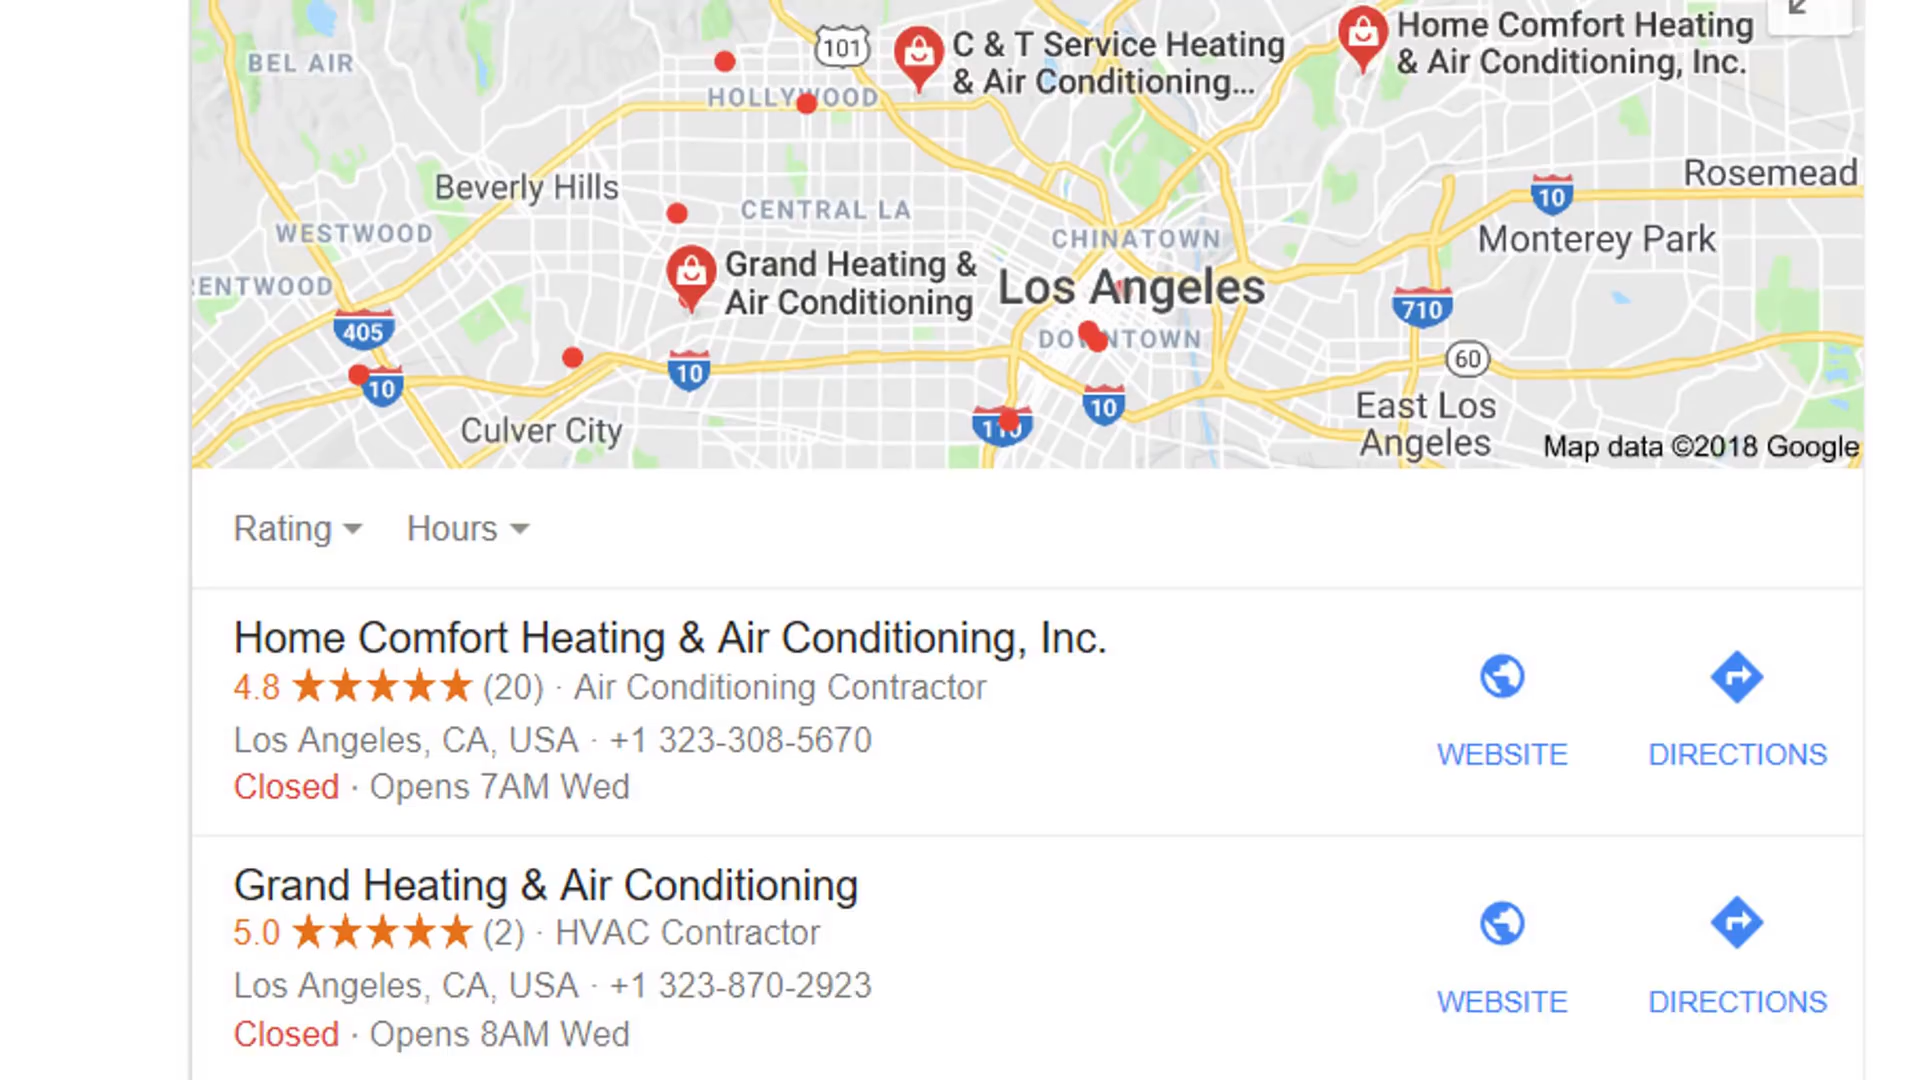 BEL AIR
101
C & T Service Heating
& Air Conditioning...
Home Comfort Heating
& Air Conditioning, Inc.
HOLLYWOOD
Beverly Hills
CENTRAL LA
WESTWOOD
ENTWOOD
CHINATOWN
10
Rosemead
Monterey Park
Grand Heating &
Air Conditioning
Los Angeles
405
DOWNTOWN
710
60
10
10
10
110
Culver City
East Los
Angeles
Map data ©2018 Google
Rating
Hours
Home Comfort Heating & Air Conditioning, Inc.
4.8 ★★★★★ (20) · Air Conditioning Contractor
Los Angeles, CA, USA · +1 323-308-5670
Closed · Opens 7AM Wed
WEBSITE
DIRECTIONS
Grand Heating & Air Conditioning
5.0 ★★★★★ (2) · HVAC Contractor
Los Angeles, CA, USA · +1 323-870-2923
Closed · Opens 8AM Wed
WEBSITE
DIRECTIONS